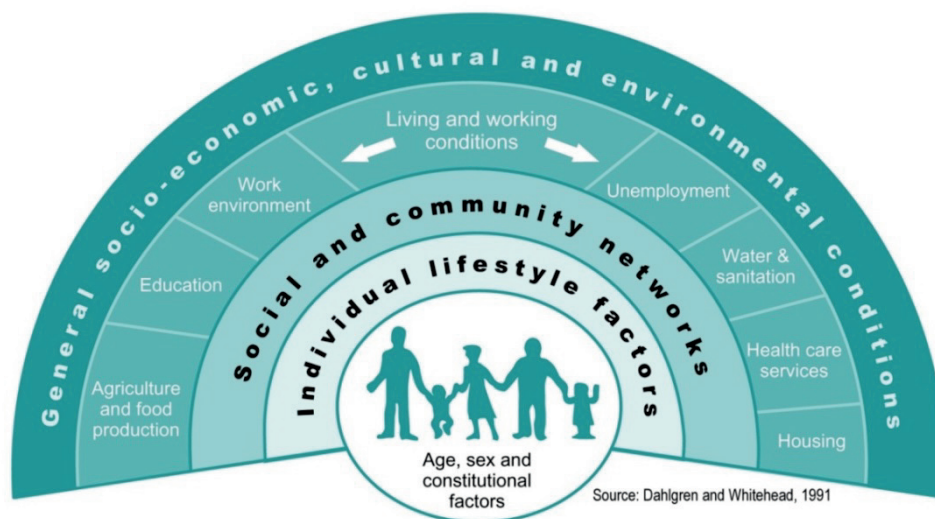 General socio-economic, cultural and environmental conditions
Living and working
conditions
Work
environment
Unemployment
Education
Water &
sanitation
Agriculture
and food
production
Health care
services
Housing
Social and community networks
Individual lifestyle factors
Age, sex and
constitutional
factors
Source: Dahlgren and Whitehead, 1991